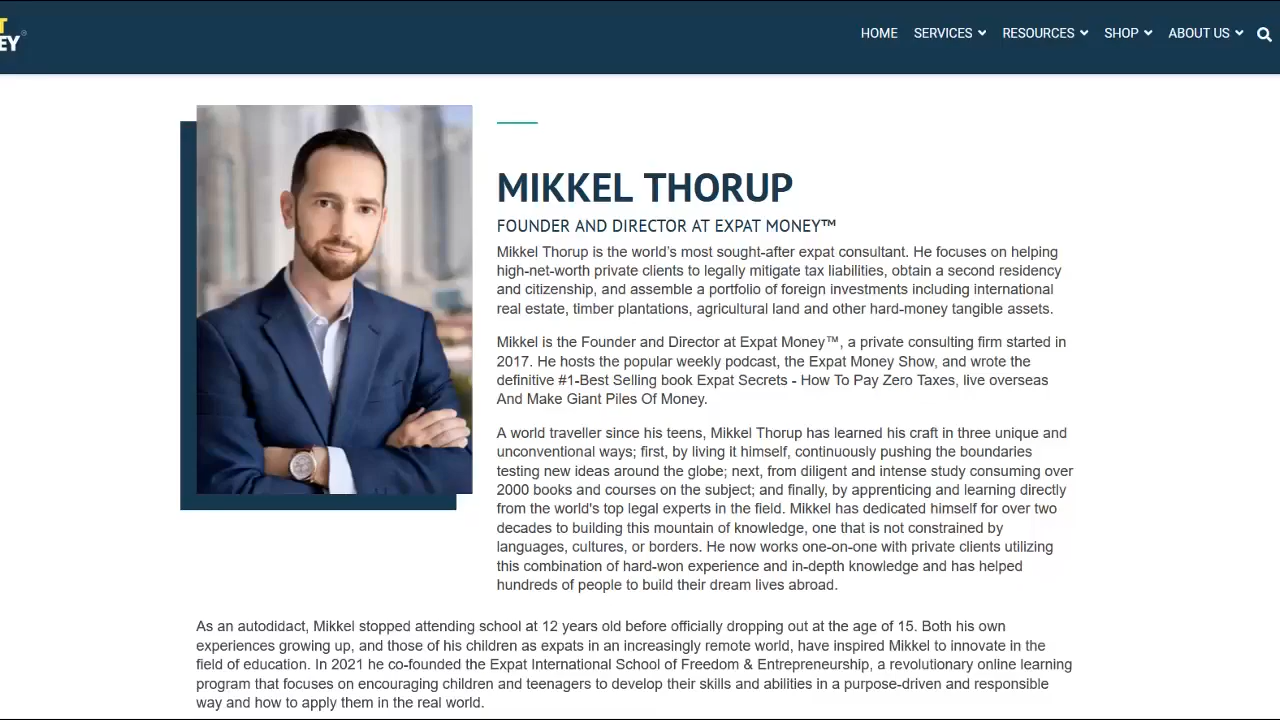 T
EY®
HOME SERVICES RESOURCES SHOP ABOUT US
MIKKEL THORUP
FOUNDER AND DIRECTOR AT EXPAT MONEY™
Mikkel Thorup is the world's most sought-after expat consultant. He focuses on helping
high-net-worth private clients to legally mitigate tax liabilities, obtain a second residency
and citizenship, and assemble a portfolio of foreign investments including international
real estate, timber plantations, agricultural land and other hard-money tangible assets.
Mikkel is the Founder and Director at Expat Money™, a private consulting firm started in
2017. He hosts the popular weekly podcast, the Expat Money Show, and wrote the
definitive #1-Best Selling book Expat Secrets - How To Pay Zero Taxes, live overseas
And Make Giant Piles Of Money.
A world traveller since his teens, Mikkel Thorup has learned his craft in three unique and
unconventional ways; first, by living it himself, continuously pushing the boundaries
testing new ideas around the globe; next, from diligent and intense study consuming over
2000 books and courses on the subject; and finally, by apprenticing and learning directly
from the world's top legal experts in the field. Mikkel has dedicated himself for over two
decades to building this mountain of knowledge, one that is not constrained by
languages, cultures, or borders. He now works one-on-one with private clients utilizing
this combination of hard-won experience and in-depth knowledge and has helped
hundreds of people to build their dream lives abroad.
As an autodidact, Mikkel stopped attending school at 12 years old before officially dropping out at the age of 15. Both his own
experiences growing up, and those of his children as expats in an increasingly remote world, have inspired Mikkel to innovate in the
field of education. In 2021 he co-founded the Expat International School of Freedom & Entrepreneurship, a revolutionary online learning
program that focuses on encouraging children and teenagers to develop their skills and abilities in a purpose-driven and responsible
way and how to apply them in the real world.